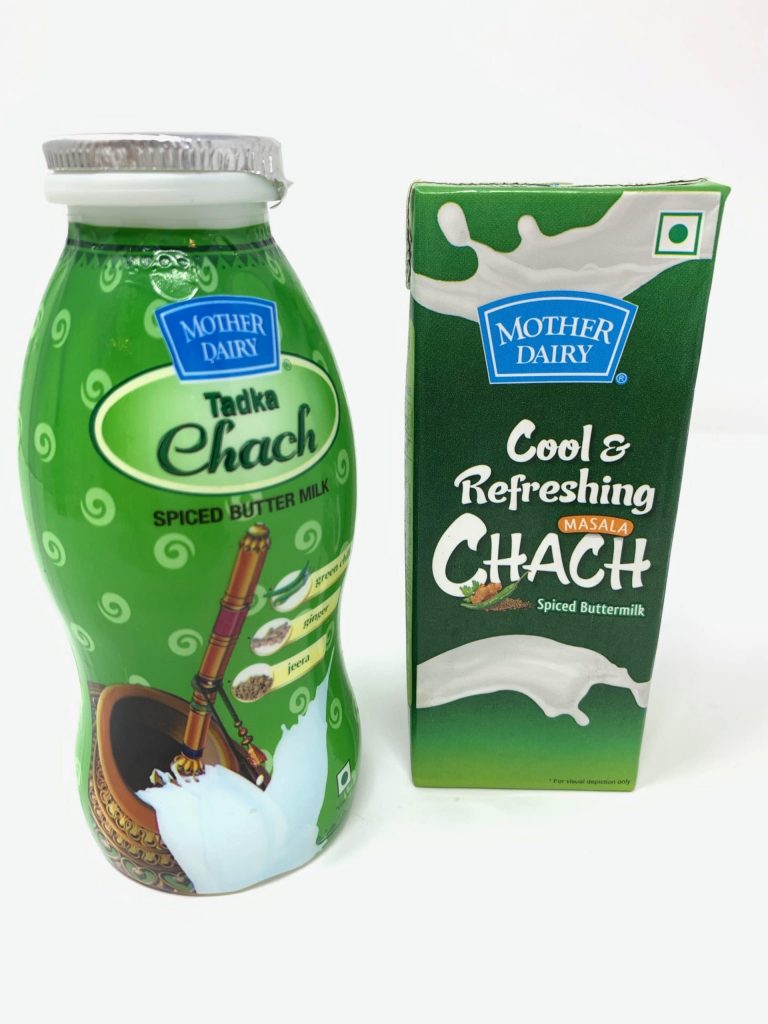 MOTHER
DAIRY
Tadka
Chach
SPICED BUTTER MILK
green chilli
ginger
jeera
MOTHER
DAIRY
®
Cool &
Refreshing
MASALA
CHACH
Spiced Buttermilk
* For visual depiction only